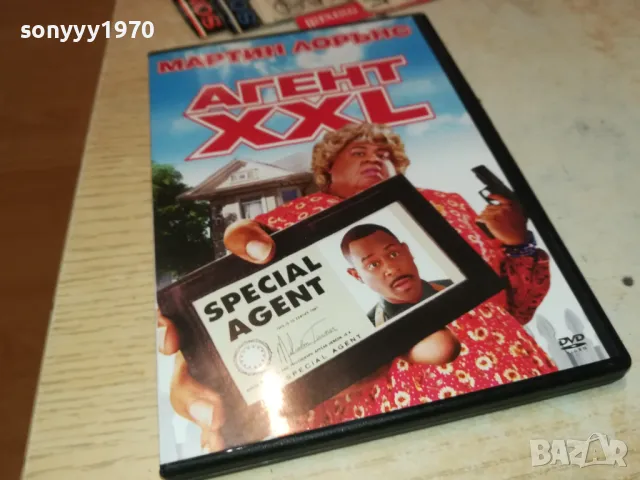 sonyyy1970
МАРТИН ЛОРЪНС
АГЕНТ
XXL
SPECIAL
AGENT
SPECIAL AGENT
DVD
bazar